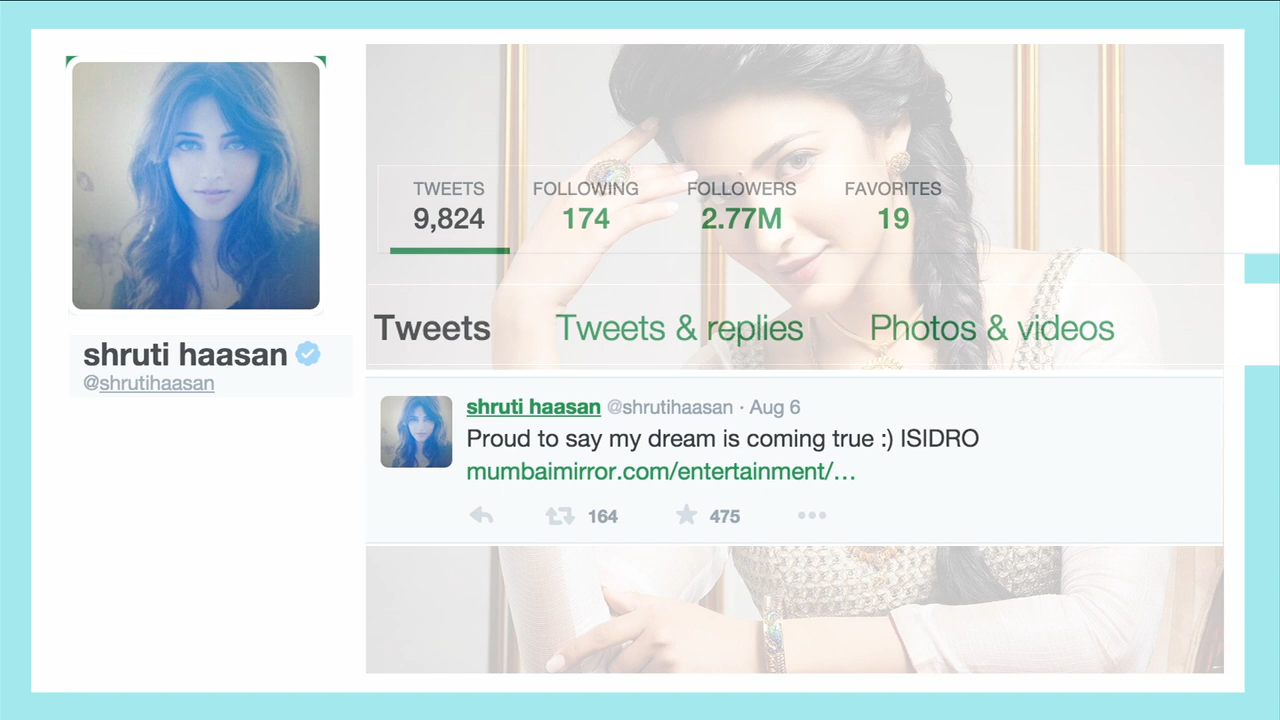 TWEETS FOLLOWING FOLLOWERS FAVORITES
9,824 174 2.77M 19
Tweets Tweets & replies Photos & videos
shruti haasan
@shrutihaasan
shruti haasan @shrutihaasan · Aug 6
Proud to say my dream is coming true :) ISIDRO
mumbaimirror.com/entertainment/…
164 475